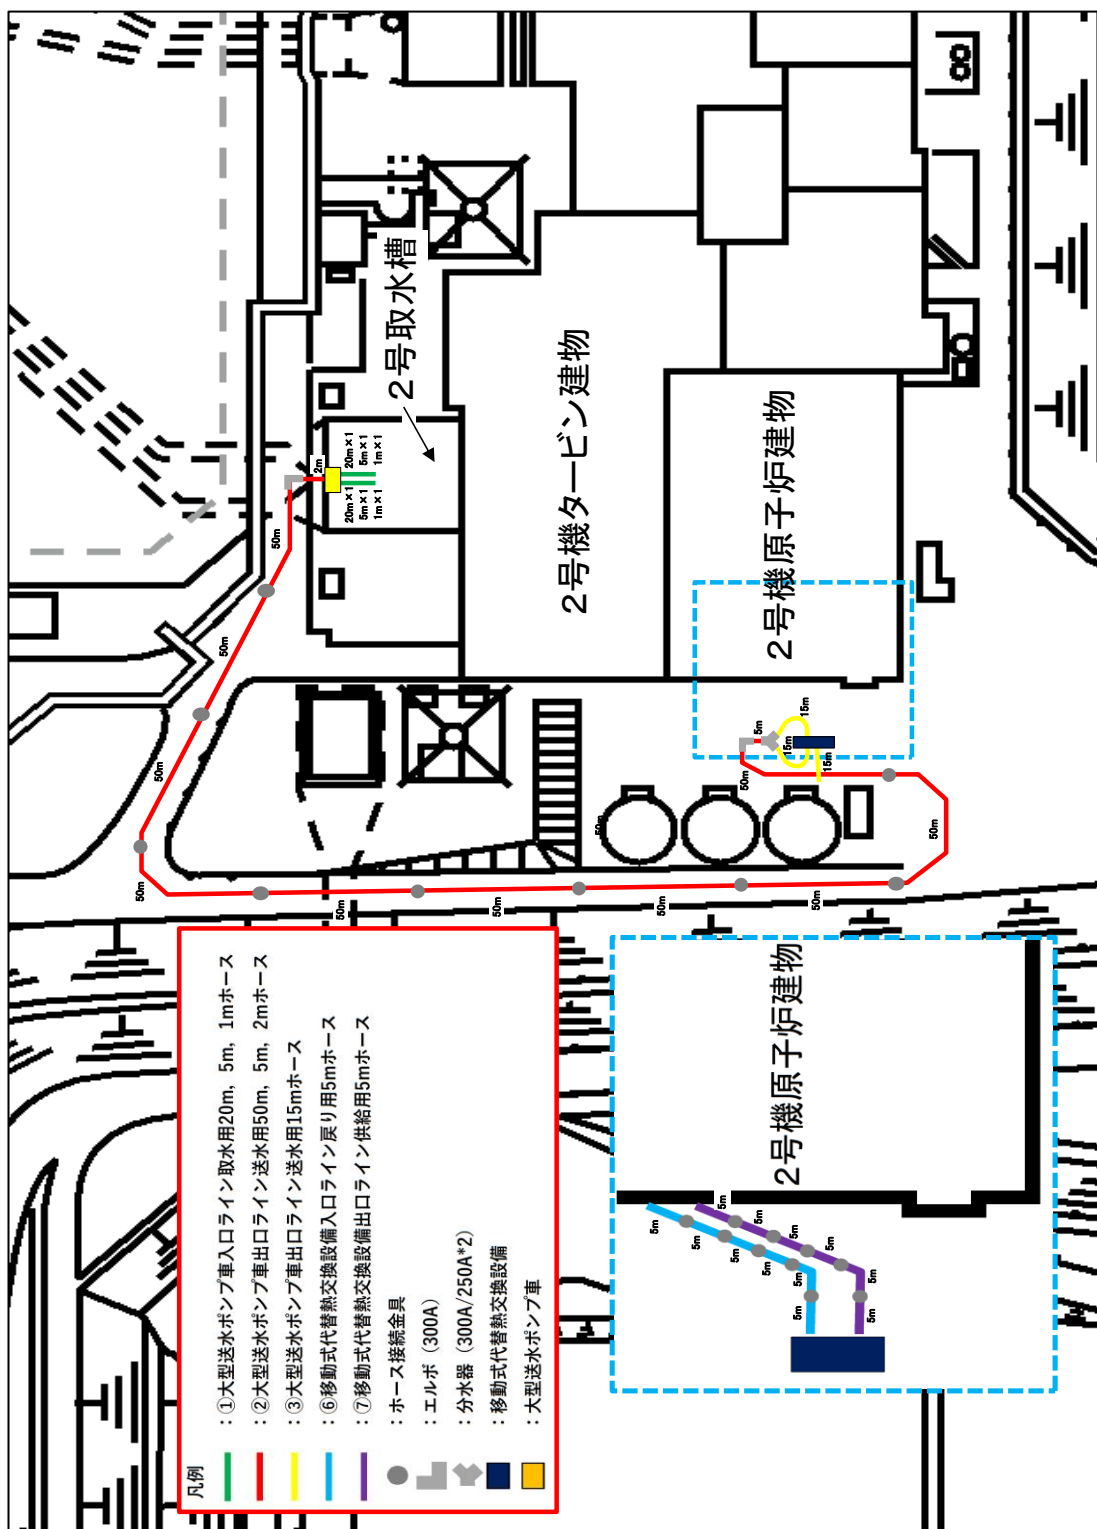 凡例
：①大型送水ポンプ車入口ライン取水用20m，5m，1mホース
：②大型送水ポンプ車出口ライン送水用50m，5m，2mホース
：③大型送水ポンプ車出口ライン送水用15mホース
：⑥移動式代替熱交換設備入口ライン戻り用5mホース
：⑦移動式代替熱交換設備出口ライン供給用5mホース
：ホース接続金具
：エルボ（300A）
：分水器（300A/250A*2）
：移動式代替熱交換設備
：大型送水ポンプ車
50m
50m
50m
50m
2m
20m×1
5m×1
1m×1
20m×1
5m×1
1m×1
2号取水槽
50m
50m
50m
50m
50m
2号機タービン建物
50m
50m
5m
15m
15m
15m
2号機原子炉建物
2号機原子炉建物
5m
5m
5m
5m
5m
5m
5m
5m
5m
5m
5m
5m